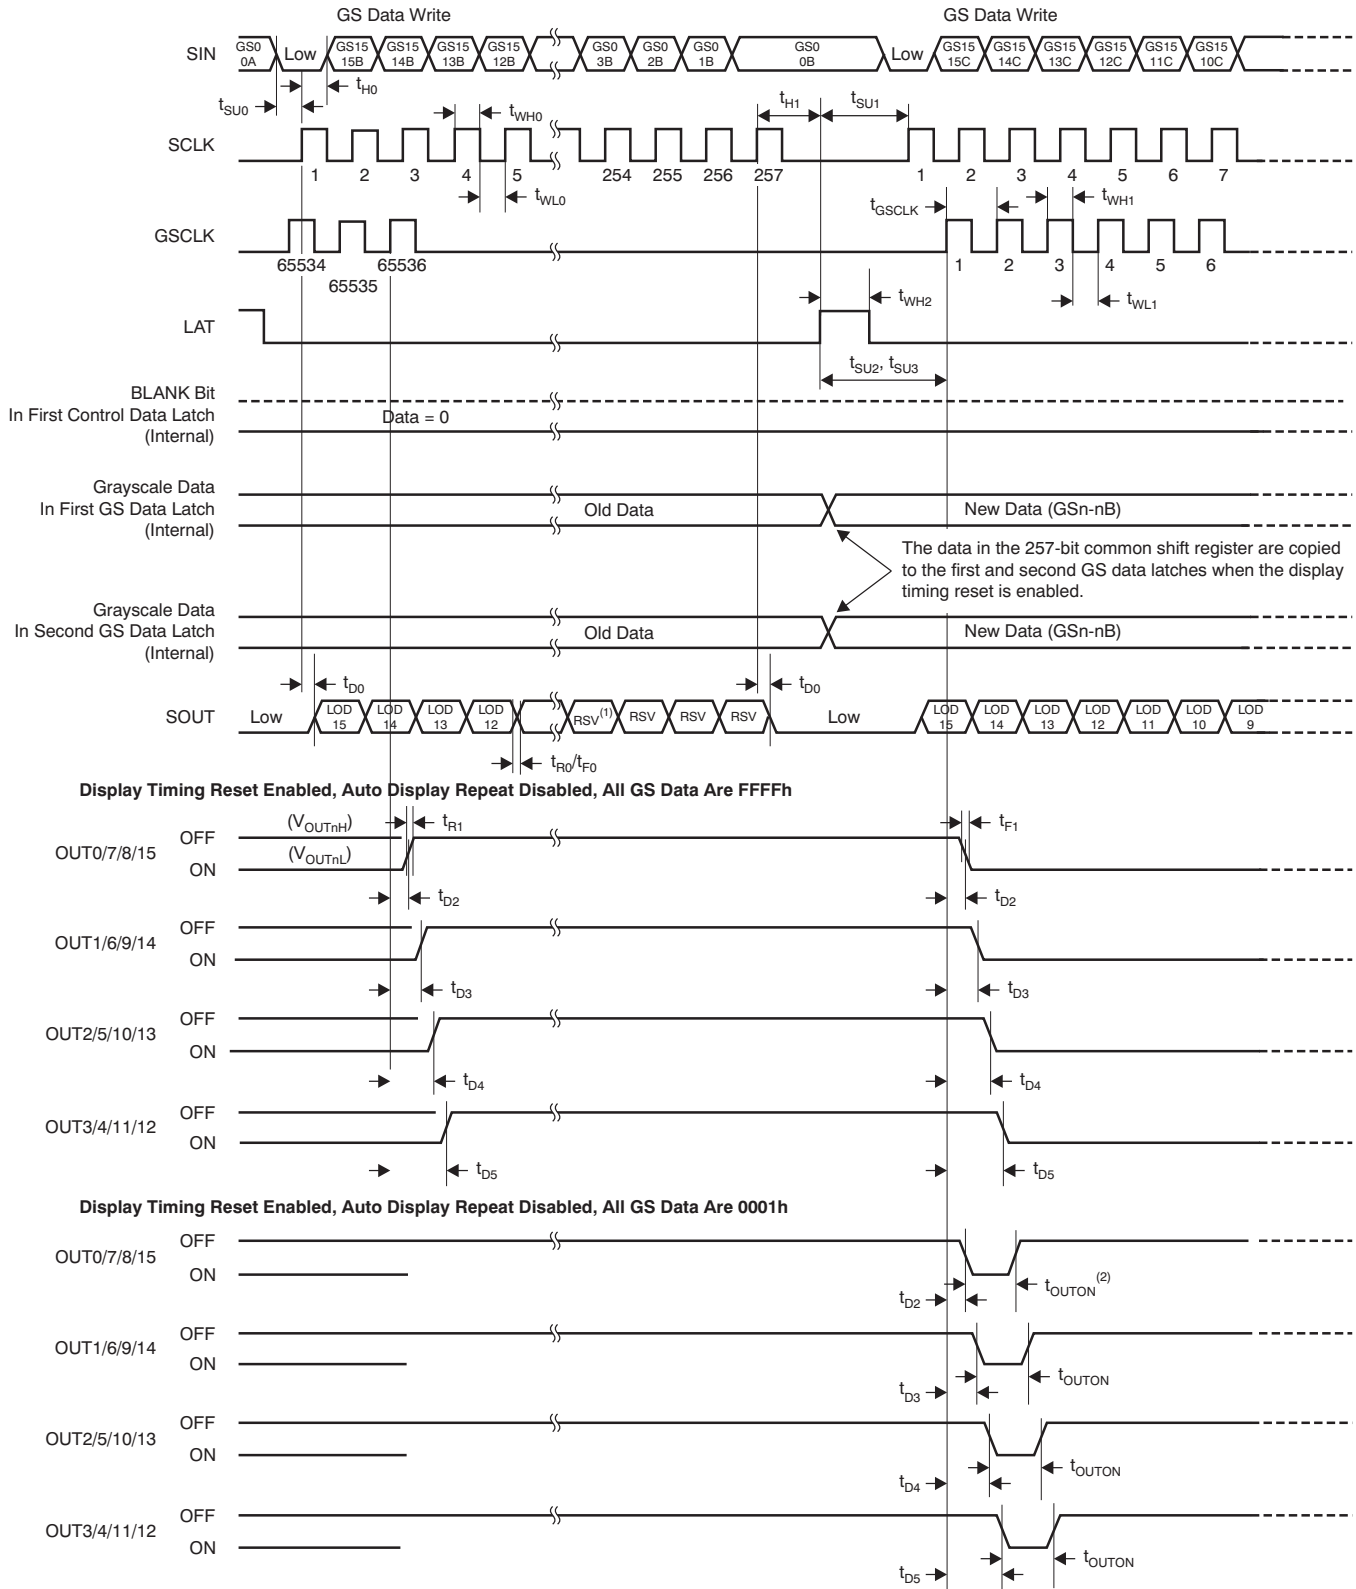 GS Data Write GS Data Write
SIN GS0 0A Low GS15 15B GS15 14B GS15 13B GS15 12B GS0 3B GS0 2B GS0 1B GS0 0B Low GS15 15C GS15 14C GS15 13C GS15 12C GS15 11C GS15 10C
tSU0 tH0 tWH0 tH1 tSU1
SCLK
1 2 3 4 5 254 255 256 257 1 2 3 4 5 6 7
tWL0 tGSCLK tWH1
GSCLK
65534 65535 65536 1 2 3 4 5 6
tWH2 tWL1
LAT
tSU2, tSU3
BLANK Bit
In First Control Data Latch
(Internal)
Data = 0
Grayscale Data
In First GS Data Latch
(Internal)
Old Data New Data (GSn-nB)
The data in the 257-bit common shift register are copied
to the first and second GS data latches when the display
timing reset is enabled.
Grayscale Data
In Second GS Data Latch
(Internal)
Old Data New Data (GSn-nB)
tD0 tD0
SOUT Low LOD 15 LOD 14 LOD 13 LOD 12 RSV(1) RSV RSV RSV Low LOD 15 LOD 14 LOD 13 LOD 12 LOD 11 LOD 10 LOD 9
tR0/tF0
Display Timing Reset Enabled, Auto Display Repeat Disabled, All GS Data Are FFFFh
OUT0/7/8/15 OFF (VOUTnH) tR1 tF1
ON (VOUTnL)
tD2 tD2
OUT1/6/9/14 OFF
ON
tD3 tD3
OUT2/5/10/13 OFF
ON
tD4 tD4
OUT3/4/11/12 OFF
ON
tD5 tD5
Display Timing Reset Enabled, Auto Display Repeat Disabled, All GS Data Are 0001h
OUT0/7/8/15 OFF
ON
tD2 tOUTON(2)
OUT1/6/9/14 OFF
ON
tD3 tOUTON
OUT2/5/10/13 OFF
ON
tD4 tOUTON
OUT3/4/11/12 OFF
ON
tD5 tOUTON